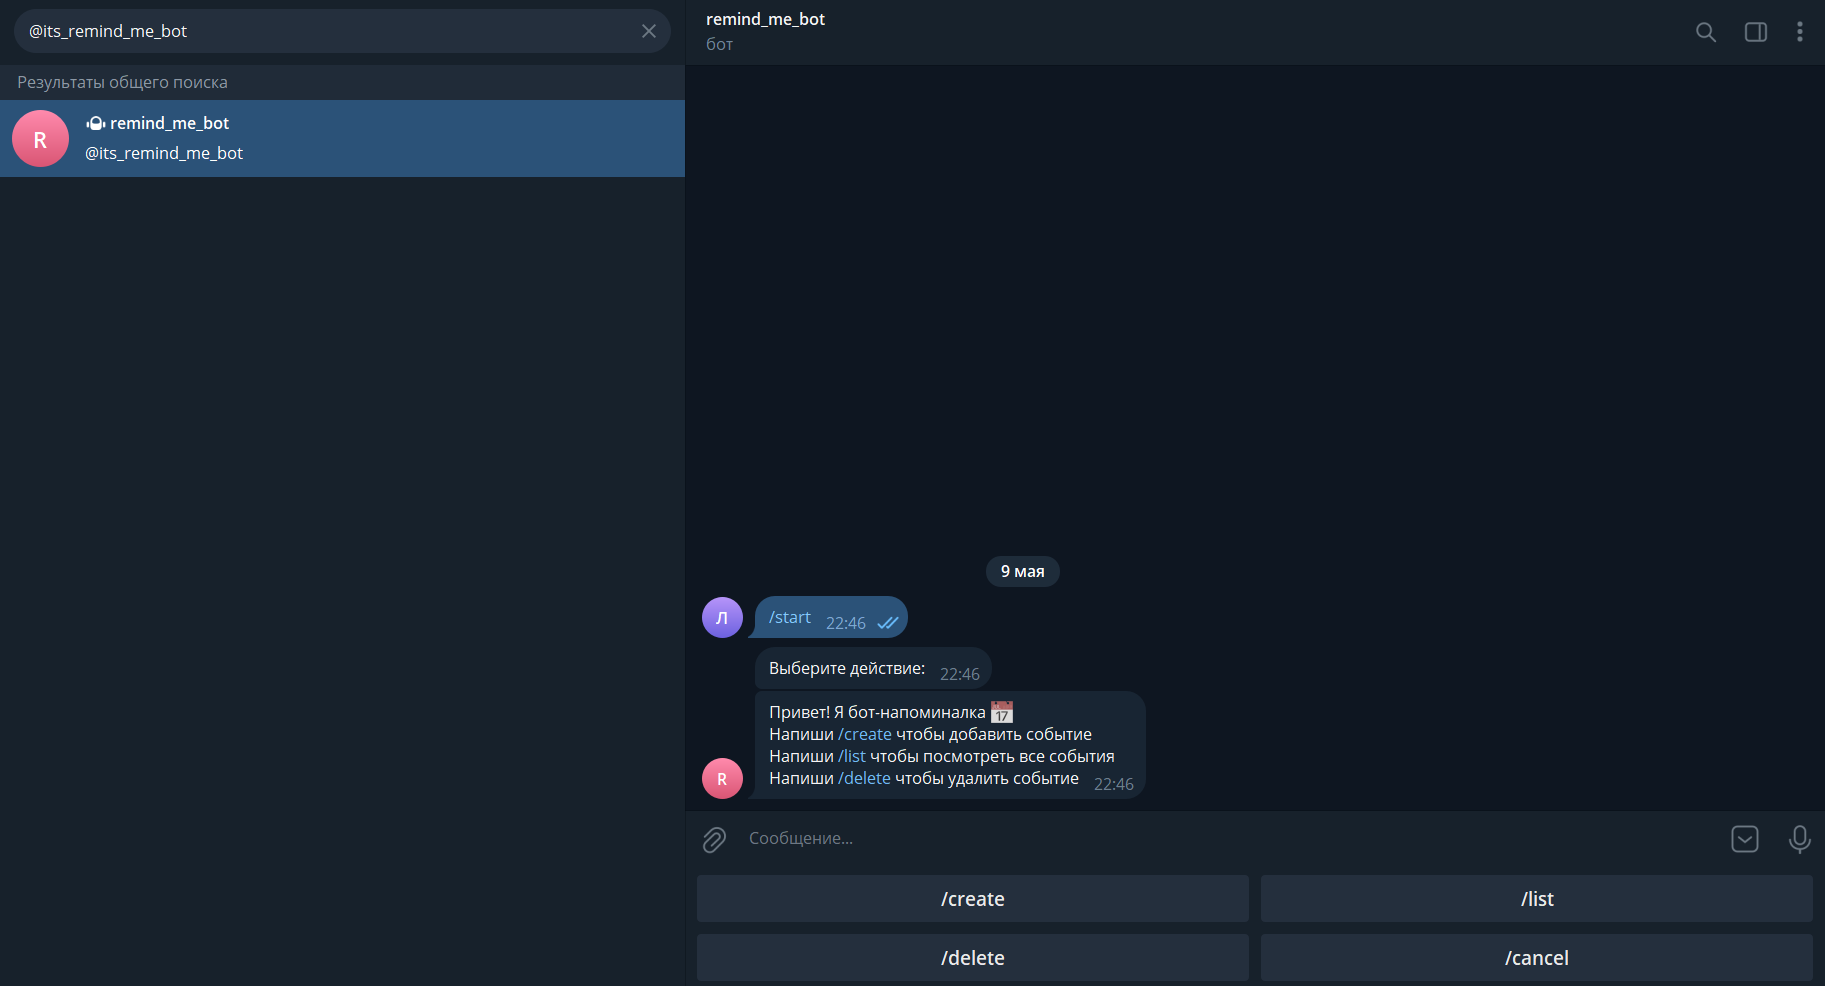 @its_remind_me_bot
Результаты общего поиска
R
remind_me_bot
@its_remind_me_bot
remind_me_bot
бот
9 мая
Л
/start 22:46
Выберите действие: 22:46
Привет! Я бот-напоминалка 17
Напиши /create чтобы добавить событие
Напиши /list чтобы посмотреть все события
Напиши /delete чтобы удалить событие 22:46
R
Сообщение...
/create
/list
/delete
/cancel